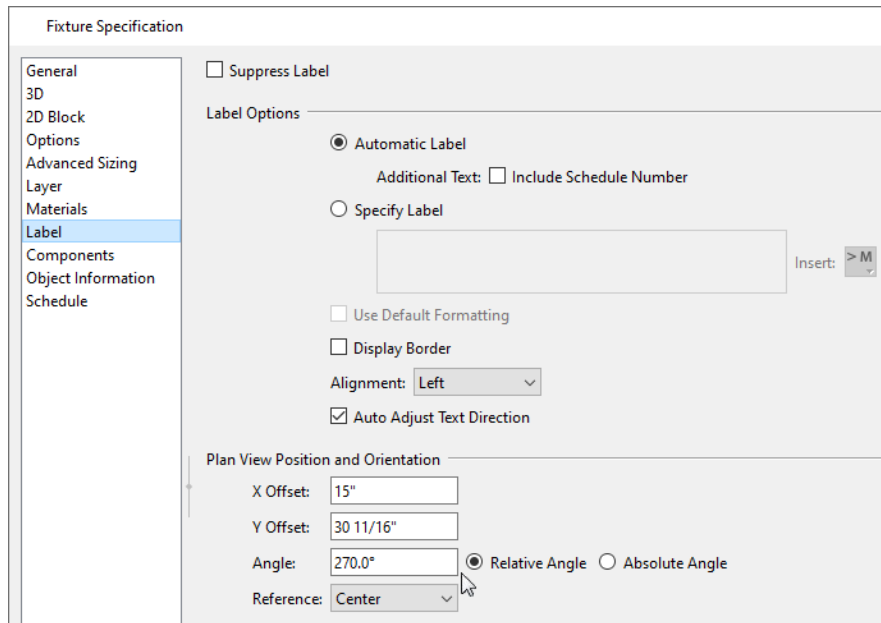 Fixture Specification
General
3D
2D Block
Options
Advanced Sizing
Layer
Materials
Label
Components
Object Information
Schedule
Suppress Label
Label Options
Automatic Label
Additional Text: Include Schedule Number
Specify Label
Insert: > M
Use Default Formatting
Display Border
Alignment: Left
Auto Adjust Text Direction
Plan View Position and Orientation
X Offset: 15"
Y Offset: 30 11/16"
Angle: 270.0° Relative Angle Absolute Angle
Reference: Center